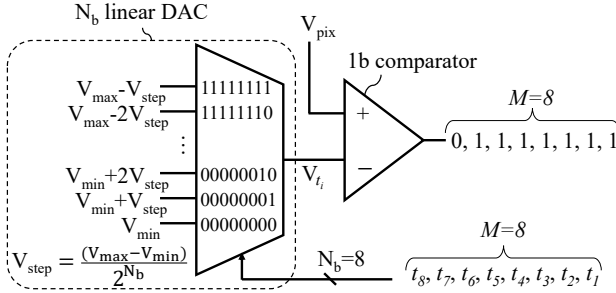 N_b linear DAC
V_pix
1b comparator
V_max-V_step 11111111
V_max-2V_step 11111110
⋮
V_min+2V_step 00000010
V_min+V_step 00000001
V_min 00000000
+
−
V_{t_i}
M=8
0, 1, 1, 1, 1, 1, 1, 1
V_step = (V_max−V_min) / 2^{N_b}
N_b=8
M=8
t_8, t_7, t_6, t_5, t_4, t_3, t_2, t_1